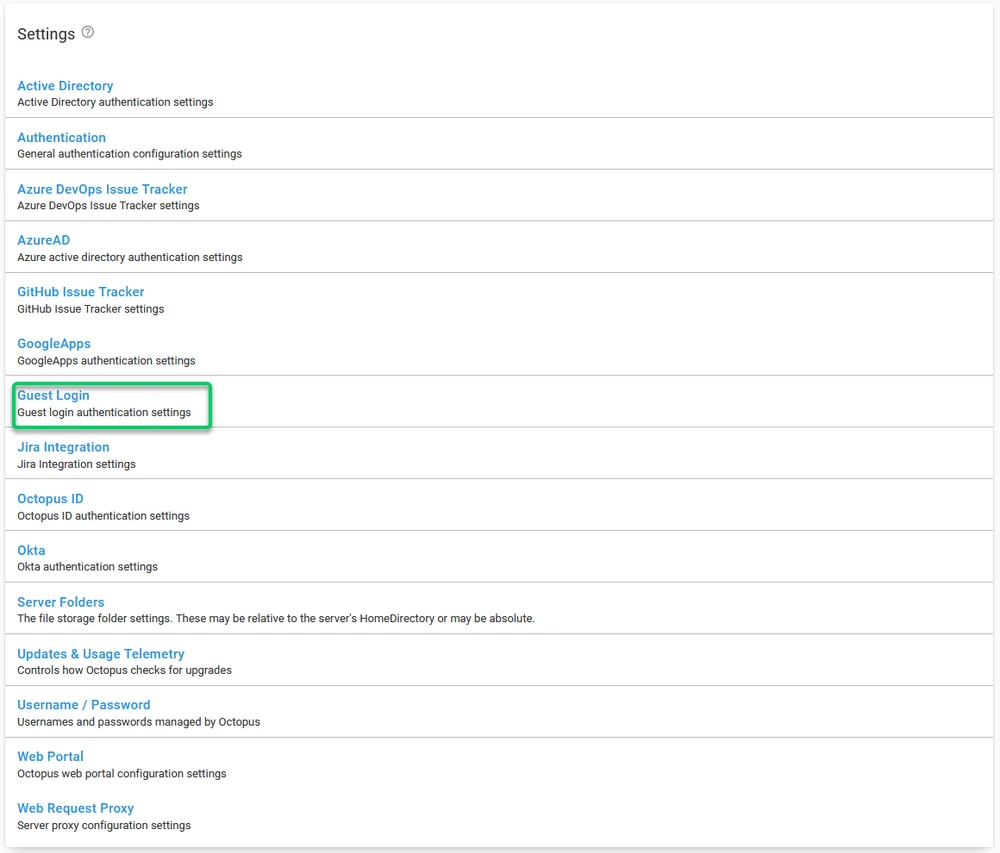 Settings ?
Active Directory
Active Directory authentication settings
Authentication
General authentication configuration settings
Azure DevOps Issue Tracker
Azure DevOps Issue Tracker settings
AzureAD
Azure active directory authentication settings
GitHub Issue Tracker
GitHub Issue Tracker settings
GoogleApps
GoogleApps authentication settings
Guest Login
Guest login authentication settings
Jira Integration
Jira Integration settings
Octopus ID
Octopus ID authentication settings
Okta
Okta authentication settings
Server Folders
The file storage folder settings. These may be relative to the server's HomeDirectory or may be absolute.
Updates & Usage Telemetry
Controls how Octopus checks for upgrades
Username / Password
Usernames and passwords managed by Octopus
Web Portal
Octopus web portal configuration settings
Web Request Proxy
Server proxy configuration settings